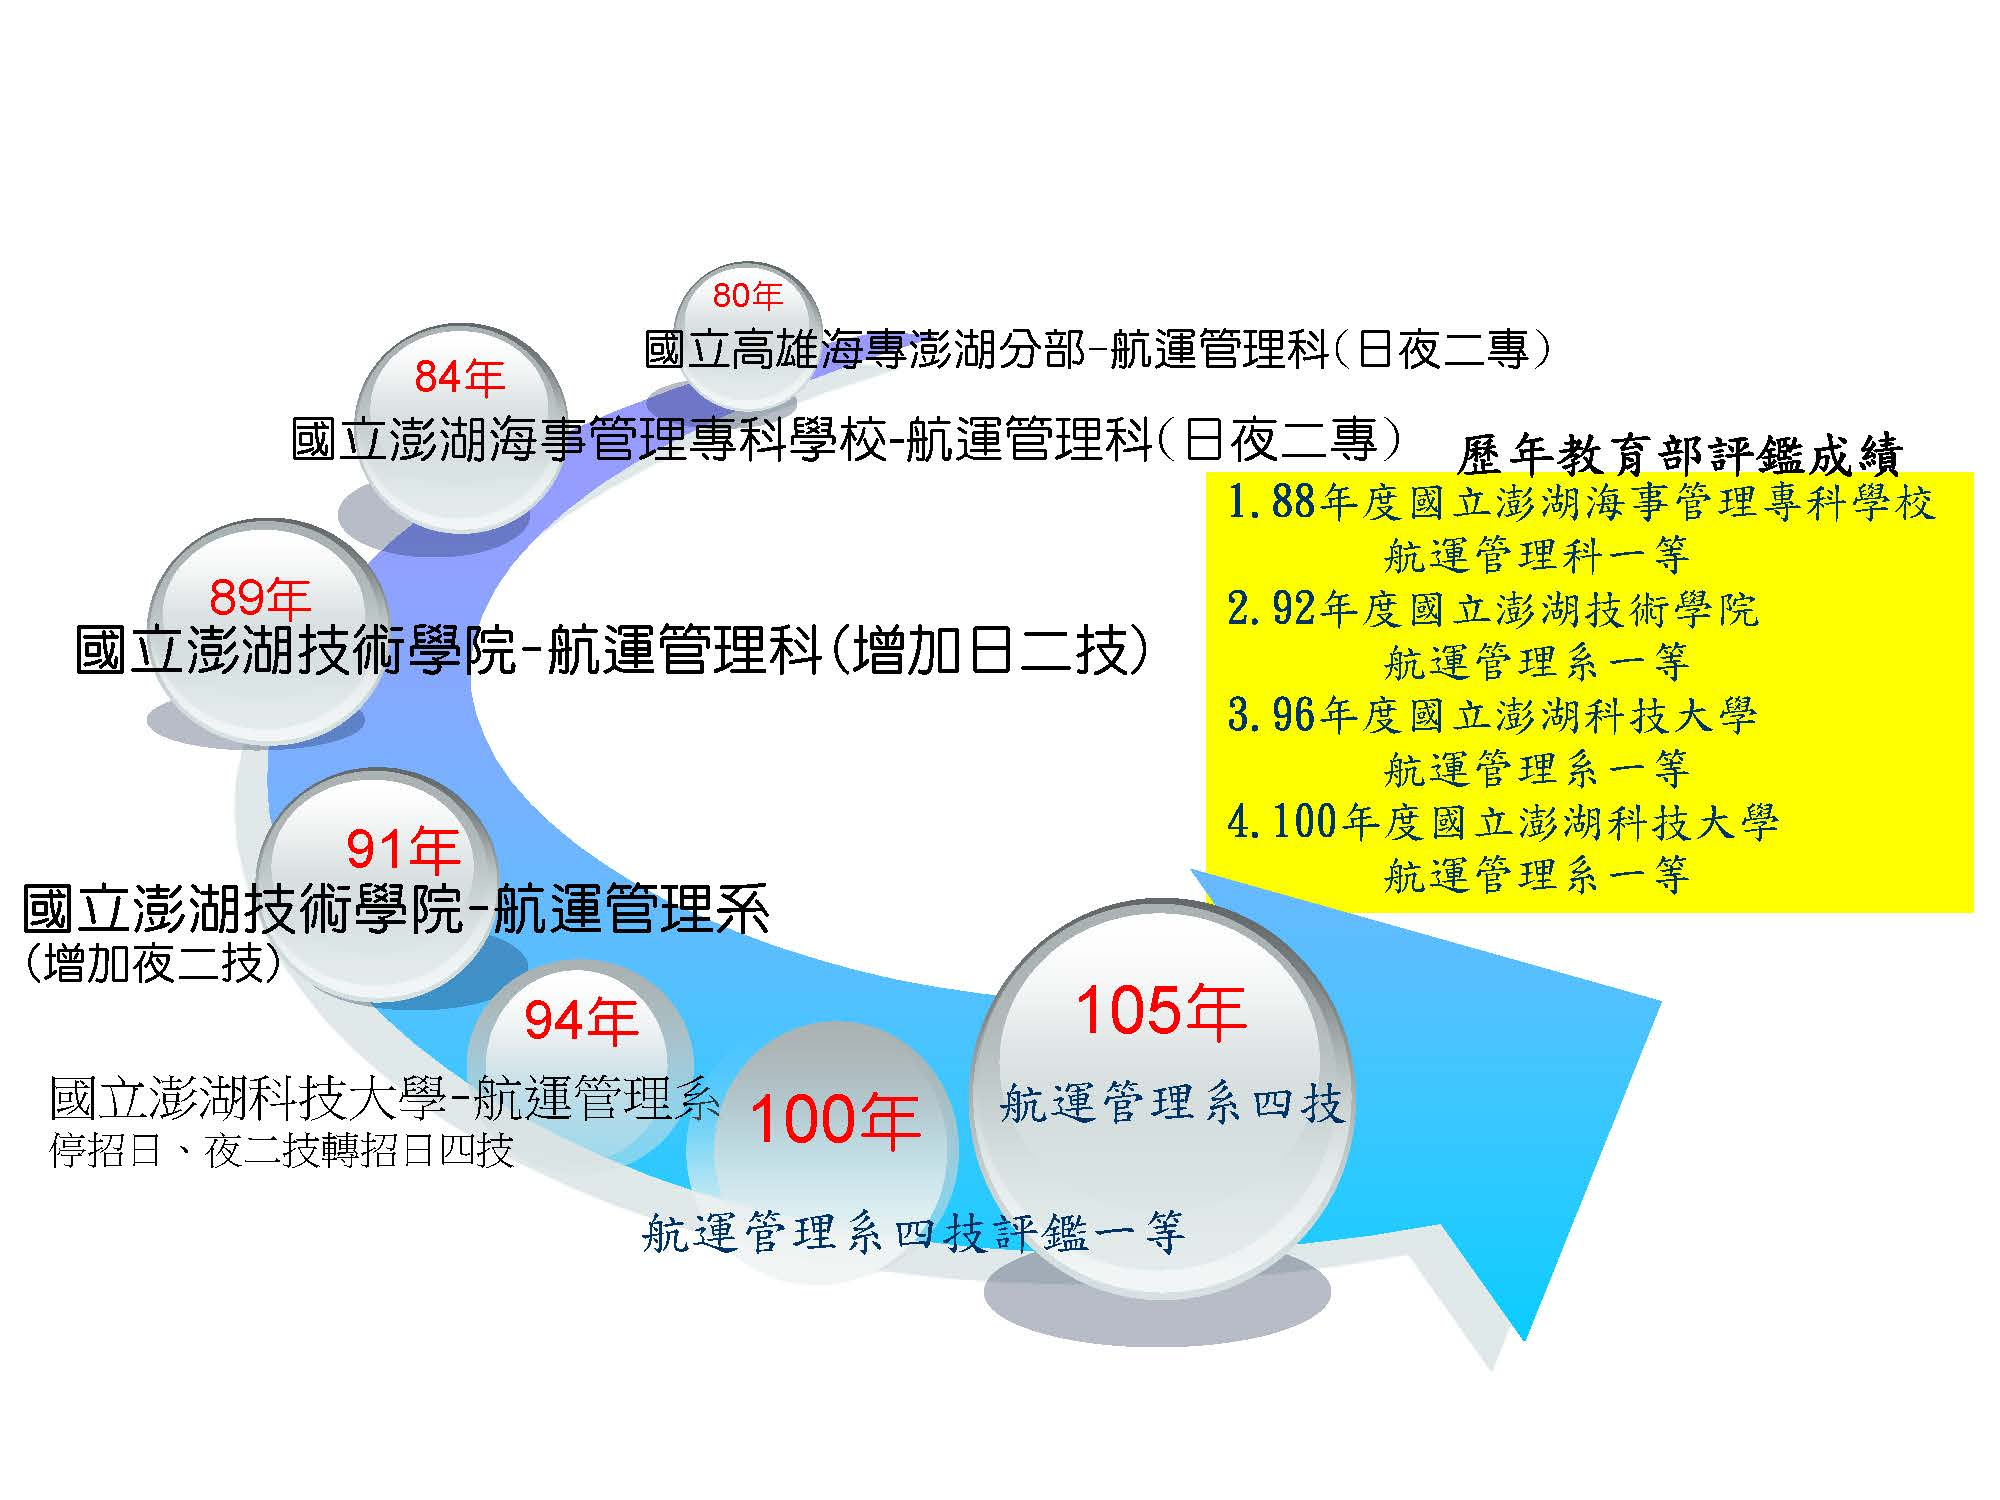 80年
國立高雄海專澎湖分部-航運管理科(日夜二專)
84年
國立澎湖海事管理專科學校-航運管理科(日夜二專)
89年
國立澎湖技術學院-航運管理科(增加日二技)
91年
國立澎湖技術學院-航運管理系
(增加夜二技)
94年
國立澎湖科技大學-航運管理系
停招日、夜二技轉招日四技
100年
航運管理系四技評鑑一等
105年
航運管理系四技
歷年教育部評鑑成績
1.88年度國立澎湖海事管理專科學校
航運管理科一等
2.92年度國立澎湖技術學院
航運管理系一等
3.96年度國立澎湖科技大學
航運管理系一等
4.100年度國立澎湖科技大學
航運管理系一等